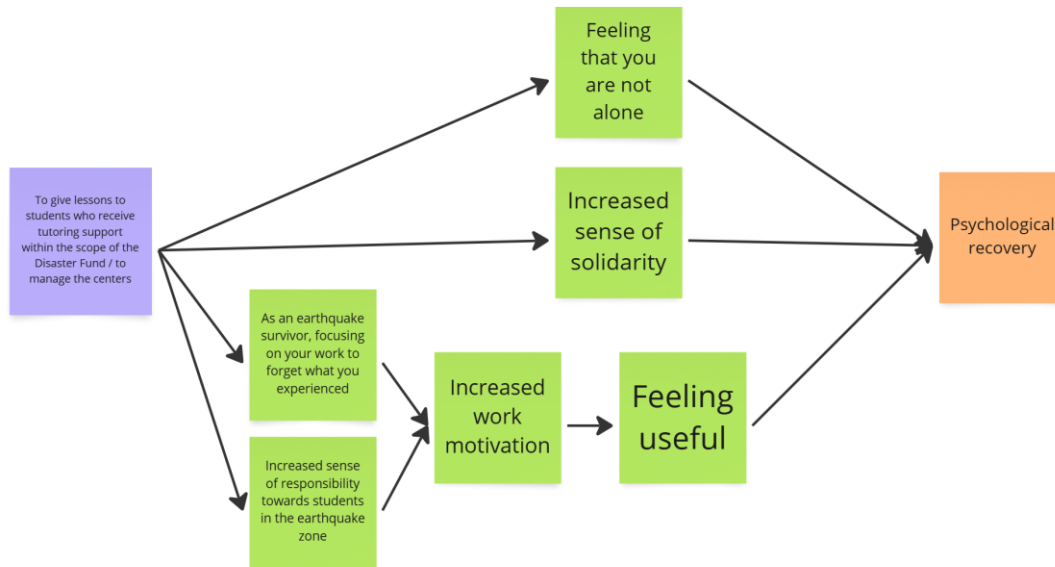 Feeling
that you
are not
alone
To give lessons to
students who receive
tutoring support
within the scope of the
Disaster Fund / to
manage the centers
Increased
sense of
solidarity
Psychological
recovery
As an earthquake
survivor, focusing
on your work to
forget what you
experienced
Increased
work
motivation
Feeling
useful
Increased sense
of responsibility
towards students
in the earthquake
zone